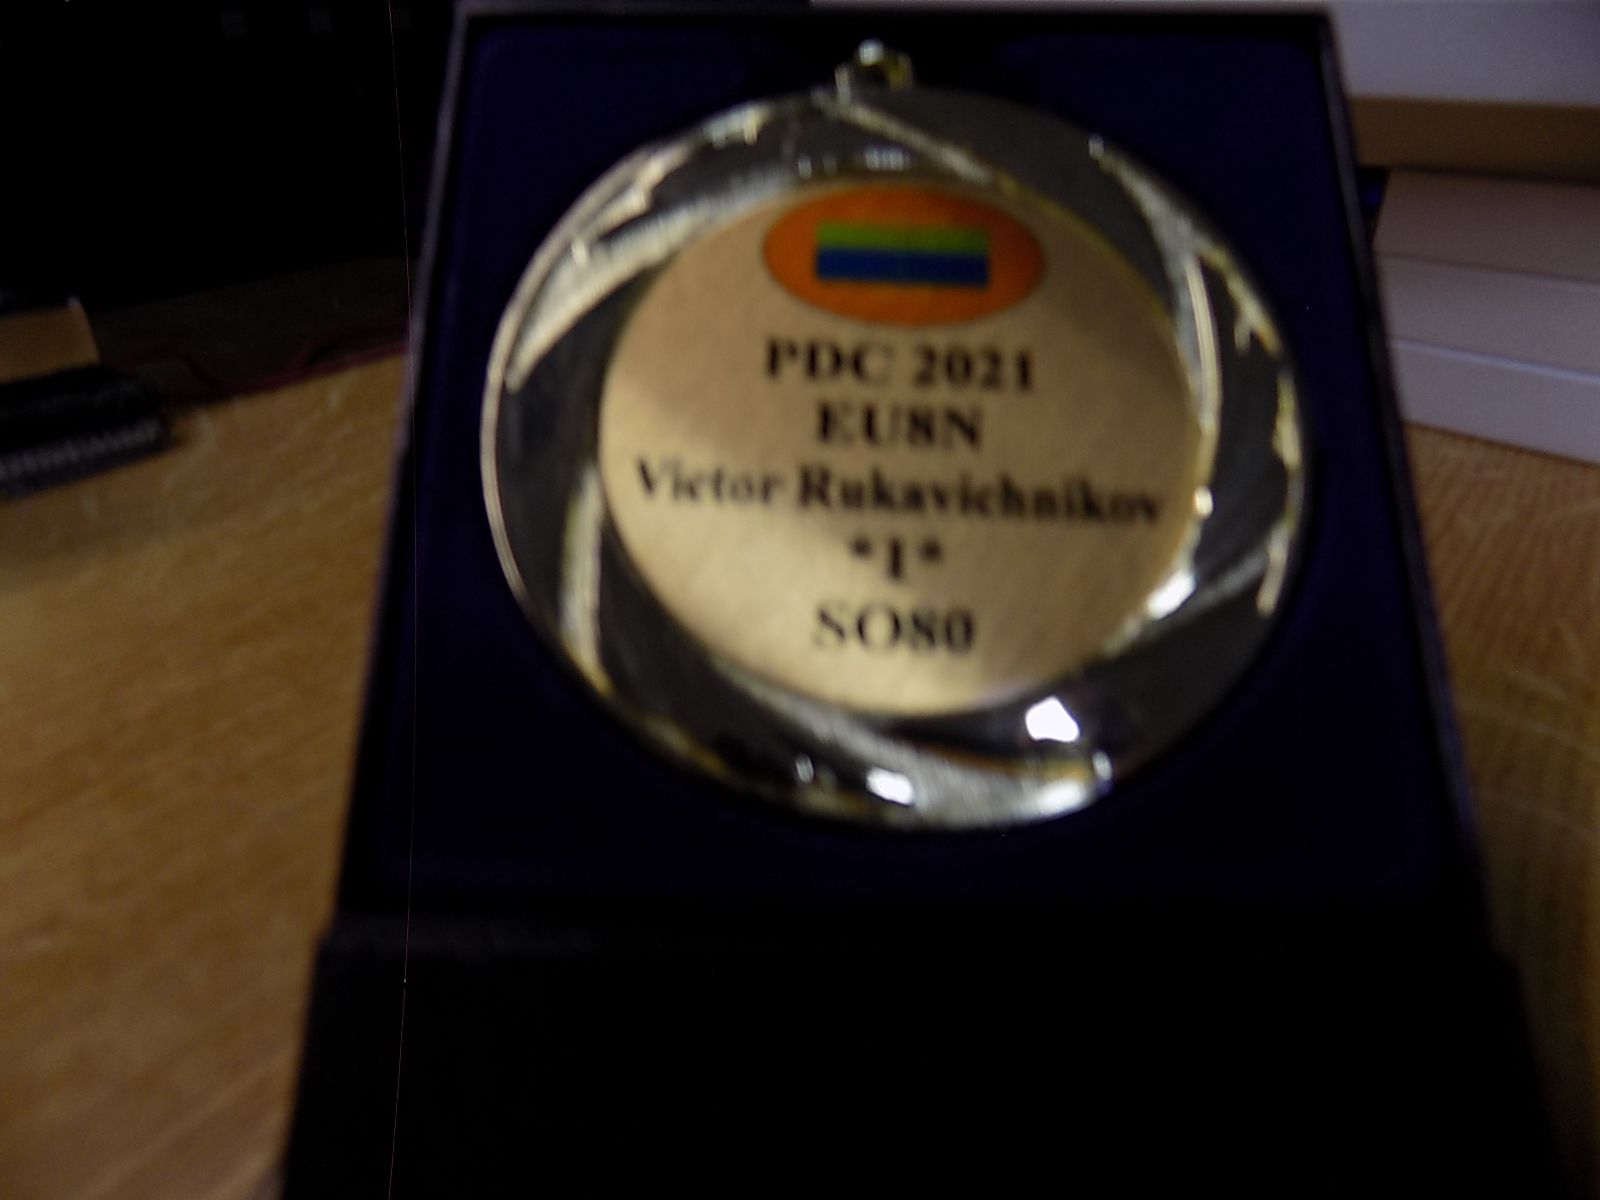 PDC 2021
EU8N
Victor Rukavichnikov
*1*
SO80